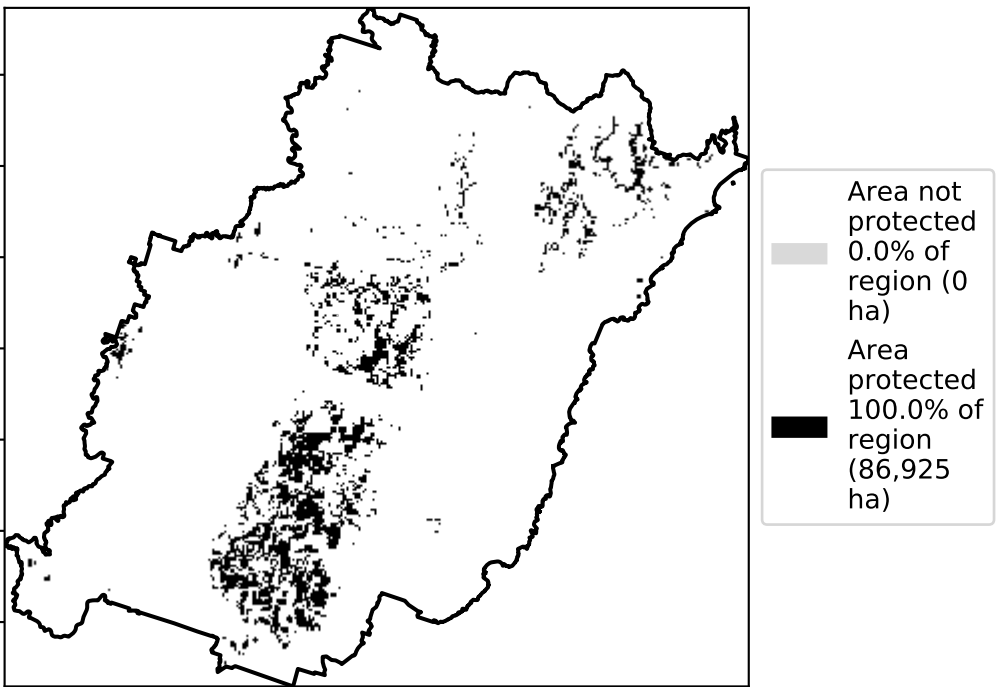 Area not
protected
0.0% of
region (0
ha)
Area
protected
100.0% of
region
(86,925
ha)